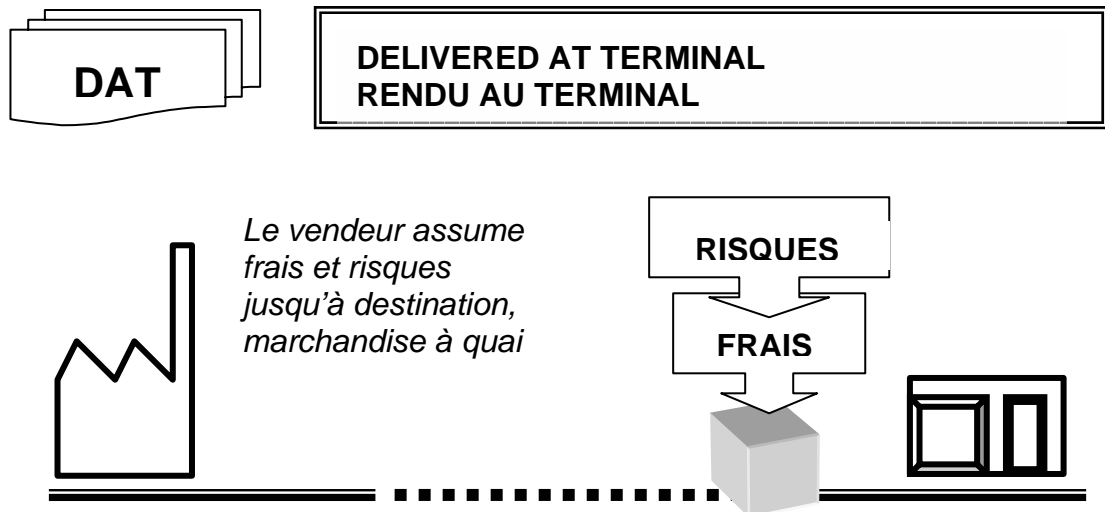 DAT
DELIVERED AT TERMINAL
RENDU AU TERMINAL
Le vendeur assume
frais et risques
jusqu’à destination,
marchandise à quai
RISQUES
FRAIS